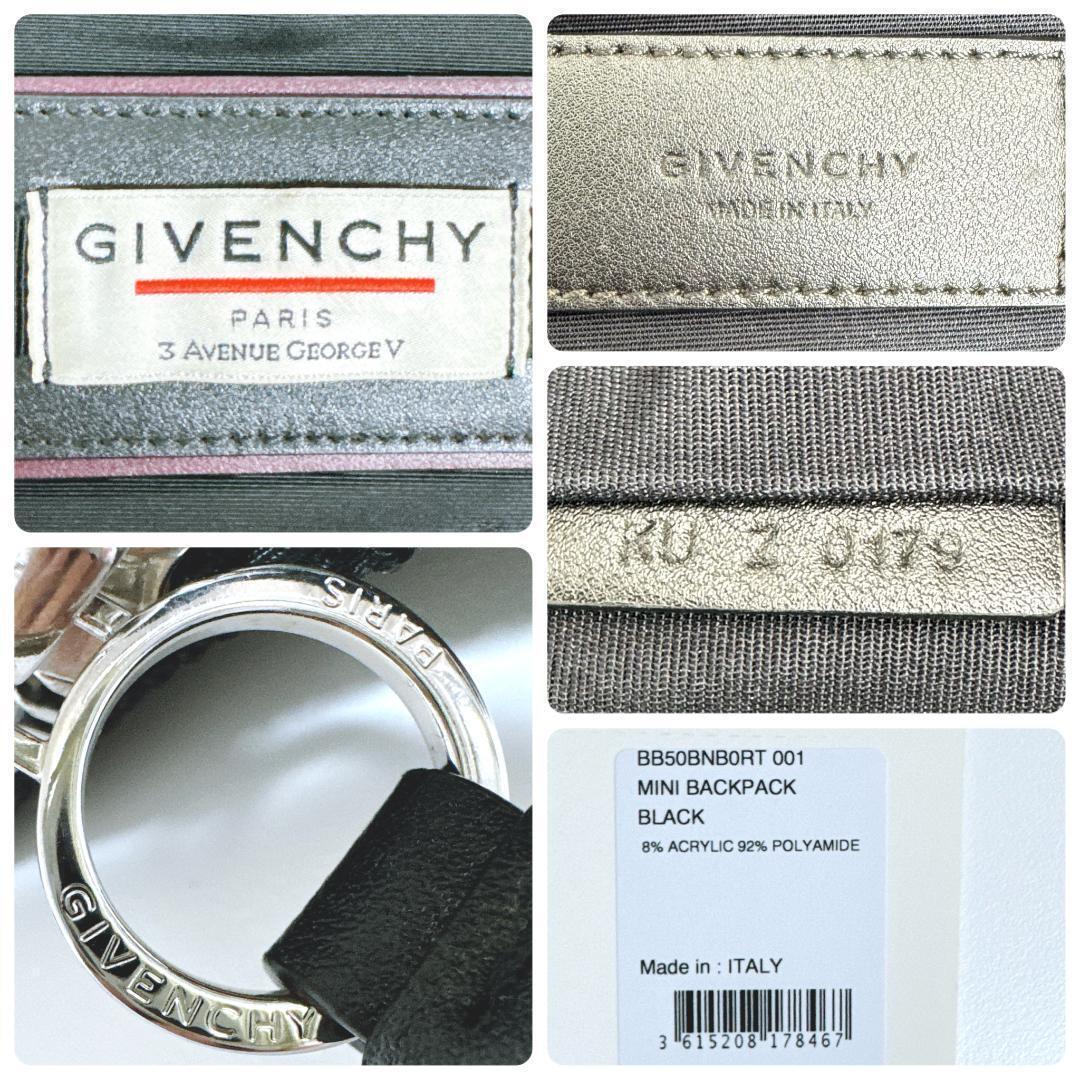 GIVENCHY
PARIS
3 AVENUE GEORGE V
GIVENCHY
MADE IN ITALY
KU Z 0179
PARIS
GIVENCHY
BB50BNB0RT 001
MINI BACKPACK
BLACK
8% ACRYLIC 92% POLYAMIDE
Made in : ITALY
3 615208 178467